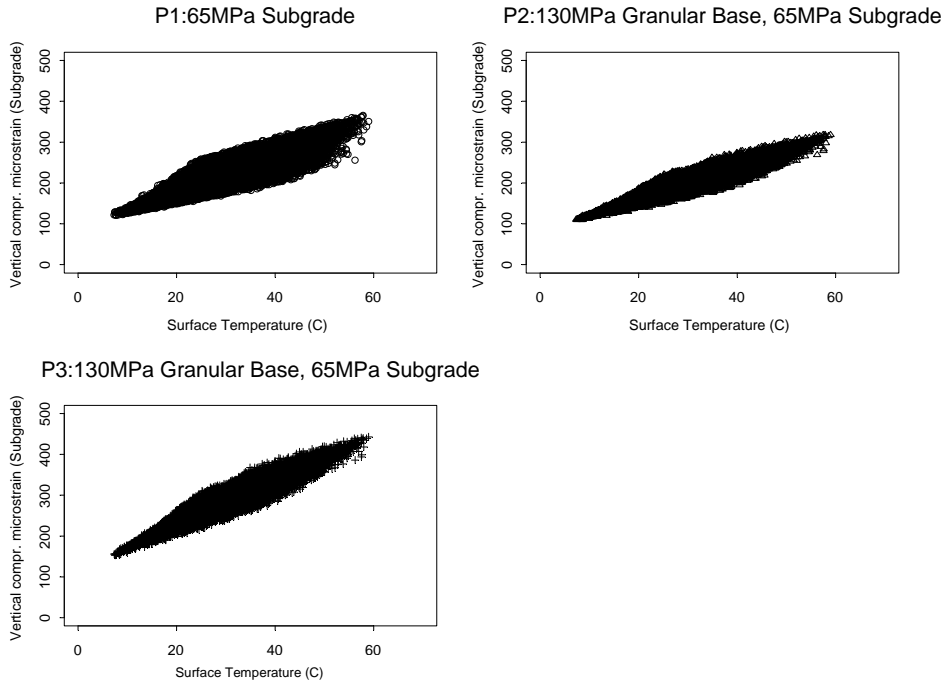 P1:65MPa Subgrade
Vertical compr. microstrain (Subgrade)
500
400
300
200
100
0
0 20 40 60
Surface Temperature (C)
P2:130MPa Granular Base, 65MPa Subgrade
Vertical compr. microstrain (Subgrade)
500
400
300
200
100
0
0 20 40 60
Surface Temperature (C)
P3:130MPa Granular Base, 65MPa Subgrade
Vertical compr. microstrain (Subgrade)
500
400
300
200
100
0
0 20 40 60
Surface Temperature (C)